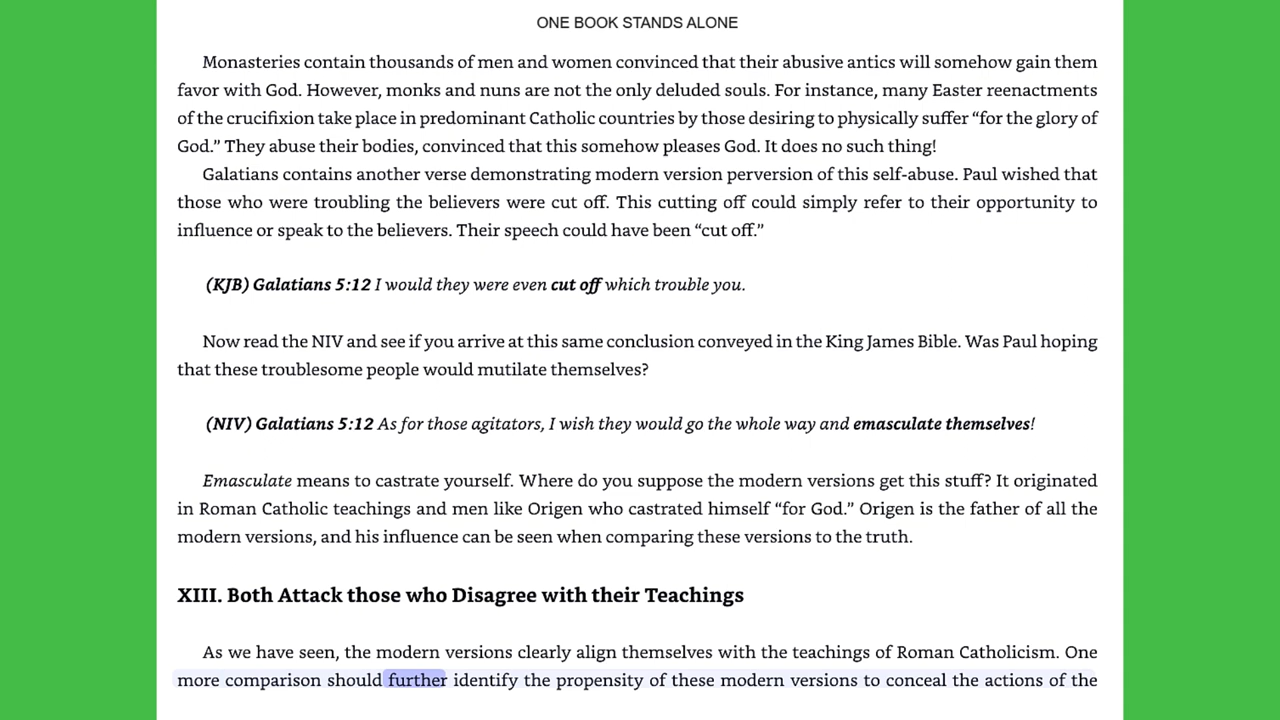 ONE BOOK STANDS ALONE
Monasteries contain thousands of men and women convinced that their abusive antics will somehow gain them
favor with God. However, monks and nuns are not the only deluded souls. For instance, many Easter reenactments
of the crucifixion take place in predominant Catholic countries by those desiring to physically suffer “for the glory of
God.” They abuse their bodies, convinced that this somehow pleases God. It does no such thing!
Galatians contains another verse demonstrating modern version perversion of this self-abuse. Paul wished that
those who were troubling the believers were cut off. This cutting off could simply refer to their opportunity to
influence or speak to the believers. Their speech could have been “cut off.”
(KJB) Galatians 5:12 I would they were even cut off which trouble you.
Now read the NIV and see if you arrive at this same conclusion conveyed in the King James Bible. Was Paul hoping
that these troublesome people would mutilate themselves?
(NIV) Galatians 5:12 As for those agitators, I wish they would go the whole way and emasculate themselves!
Emasculate means to castrate yourself. Where do you suppose the modern versions get this stuff? It originated
in Roman Catholic teachings and men like Origen who castrated himself “for God.” Origen is the father of all the
modern versions, and his influence can be seen when comparing these versions to the truth.
XIII. Both Attack those who Disagree with their Teachings
As we have seen, the modern versions clearly align themselves with the teachings of Roman Catholicism. One
more comparison should further identify the propensity of these modern versions to conceal the actions of the